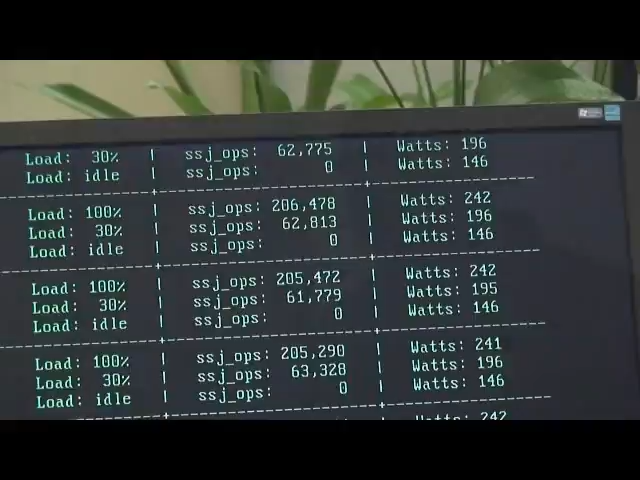 Load: 30% | ssj_ops: 62,775 | Watts: 196
Load: idle | ssj_ops: 0 | Watts: 146
Load: 100% | ssj_ops: 206,478 | Watts: 242
Load: 30% | ssj_ops: 62,813 | Watts: 196
Load: idle | ssj_ops: 0 | Watts: 146
Load: 100% | ssj_ops: 205,472 | Watts: 242
Load: 30% | ssj_ops: 61,779 | Watts: 195
Load: idle | ssj_ops: 0 | Watts: 146
Load: 100% | ssj_ops: 205,290 | Watts: 241
Load: 30% | ssj_ops: 63,328 | Watts: 196
Load: idle | ssj_ops: 0 | Watts: 146
Watts: 242